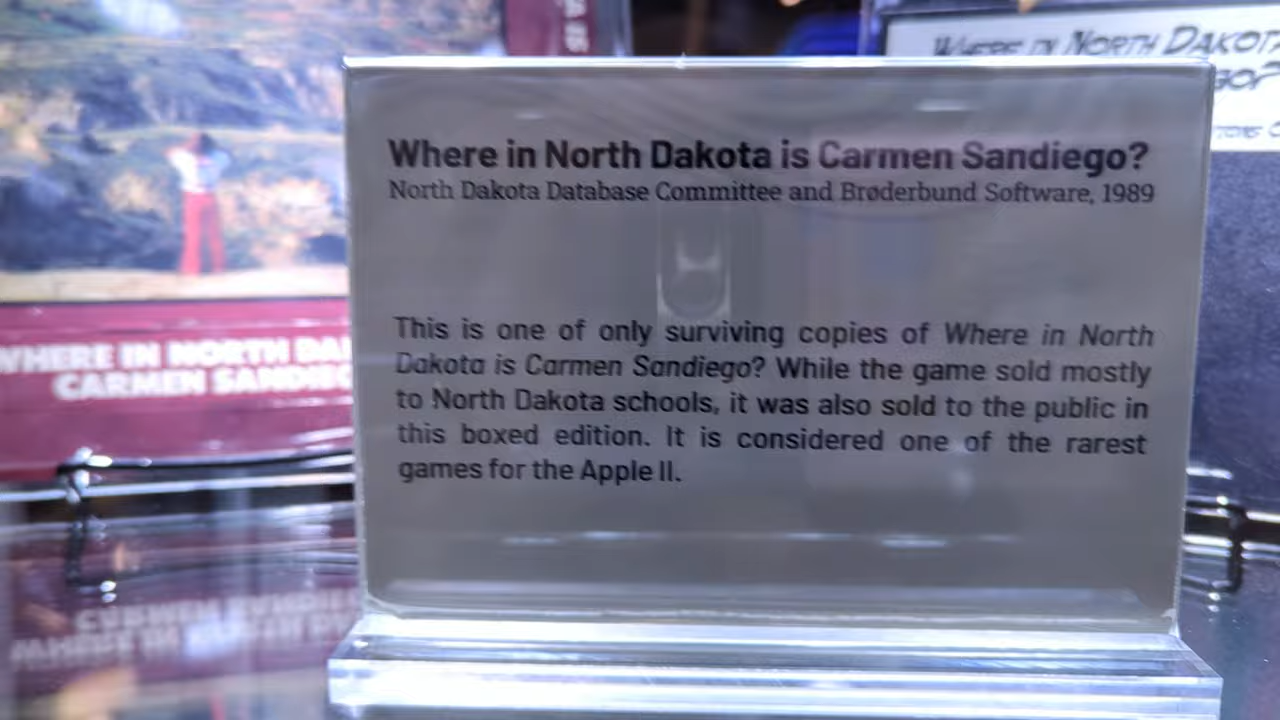 WHERE IN NORTH DAKOTA
Where in North Dakota is Carmen Sandiego?
North Dakota Database Committee and Brøderbund Software, 1989
This is one of only surviving copies of Where in North
Dakota is Carmen Sandiego? While the game sold mostly
to North Dakota schools, it was also sold to the public in
this boxed edition. It is considered one of the rarest
games for the Apple II.
WHERE IN NORTH DA
CARMEN SANDIEG